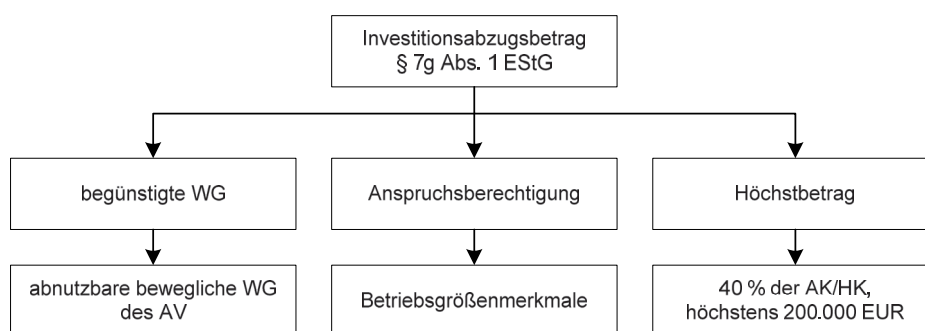 Investitionsabzugsbetrag
§ 7g Abs. 1 EStG
begünstigte WG
Anspruchsberechtigung
Höchstbetrag
abnutzbare bewegliche WG
des AV
Betriebsgrößenmerkmale
40 % der AK/HK,
höchstens 200.000 EUR